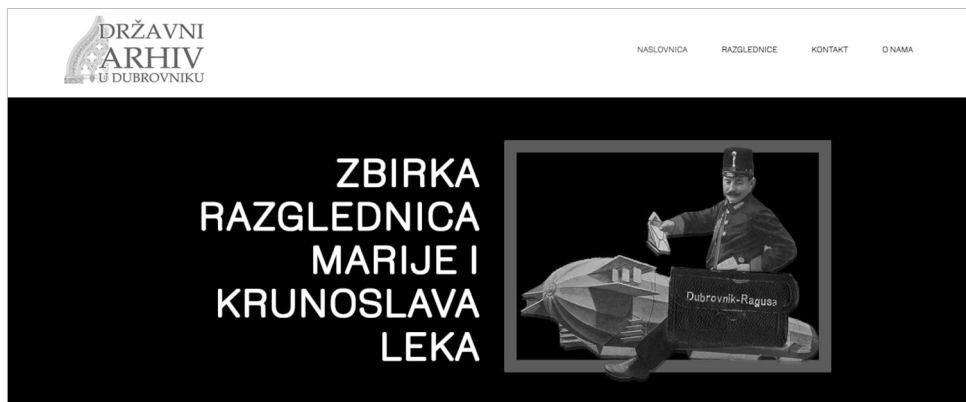 DRŽAVNI
ARHIV
U DUBROVNIKU
NASLOVNICA RAZGLEDNICE KONTAKT O NAMA
ZBIRKA
RAZGLEDNICA
MARIJE I
KRUNOSLAVA
LEKA
Dubrovnik-Ragusa